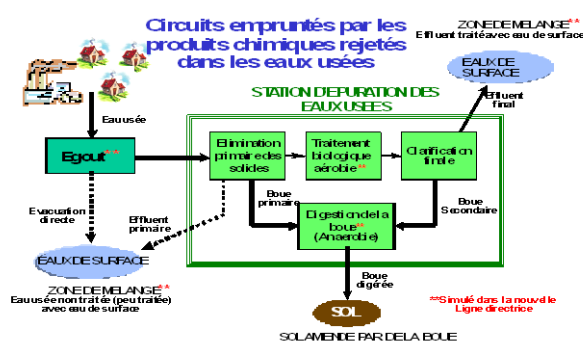 Circuits empruntés par les
produits chimiques rejetés
dans les eaux usées
ZONE DE MELANGE**
Effluent traité avec eau de surface
EAUX DE
SURFACE
Effluent
final
STATION D'EPURATION DES
EAUX USEES
Eau usée
Egout**
Elimination
primaire des
solides
Traitement
biologique
aérobie**
Clarification
finale
Boue
primaire
Boue
Secondaire
Digestion de la
boue**
(Anaerobie)
Evacuation
directe
Effluent
primaire
EAUX DE SURFACE
ZONE DE MELANGE**
Eau usée non traitée (peu traitée)
avec eau de surface
Boue
digérée
SOL
SOL AMENDE PAR DE LA BOUE
**Simulé dans la nouvelle
Ligne directrice